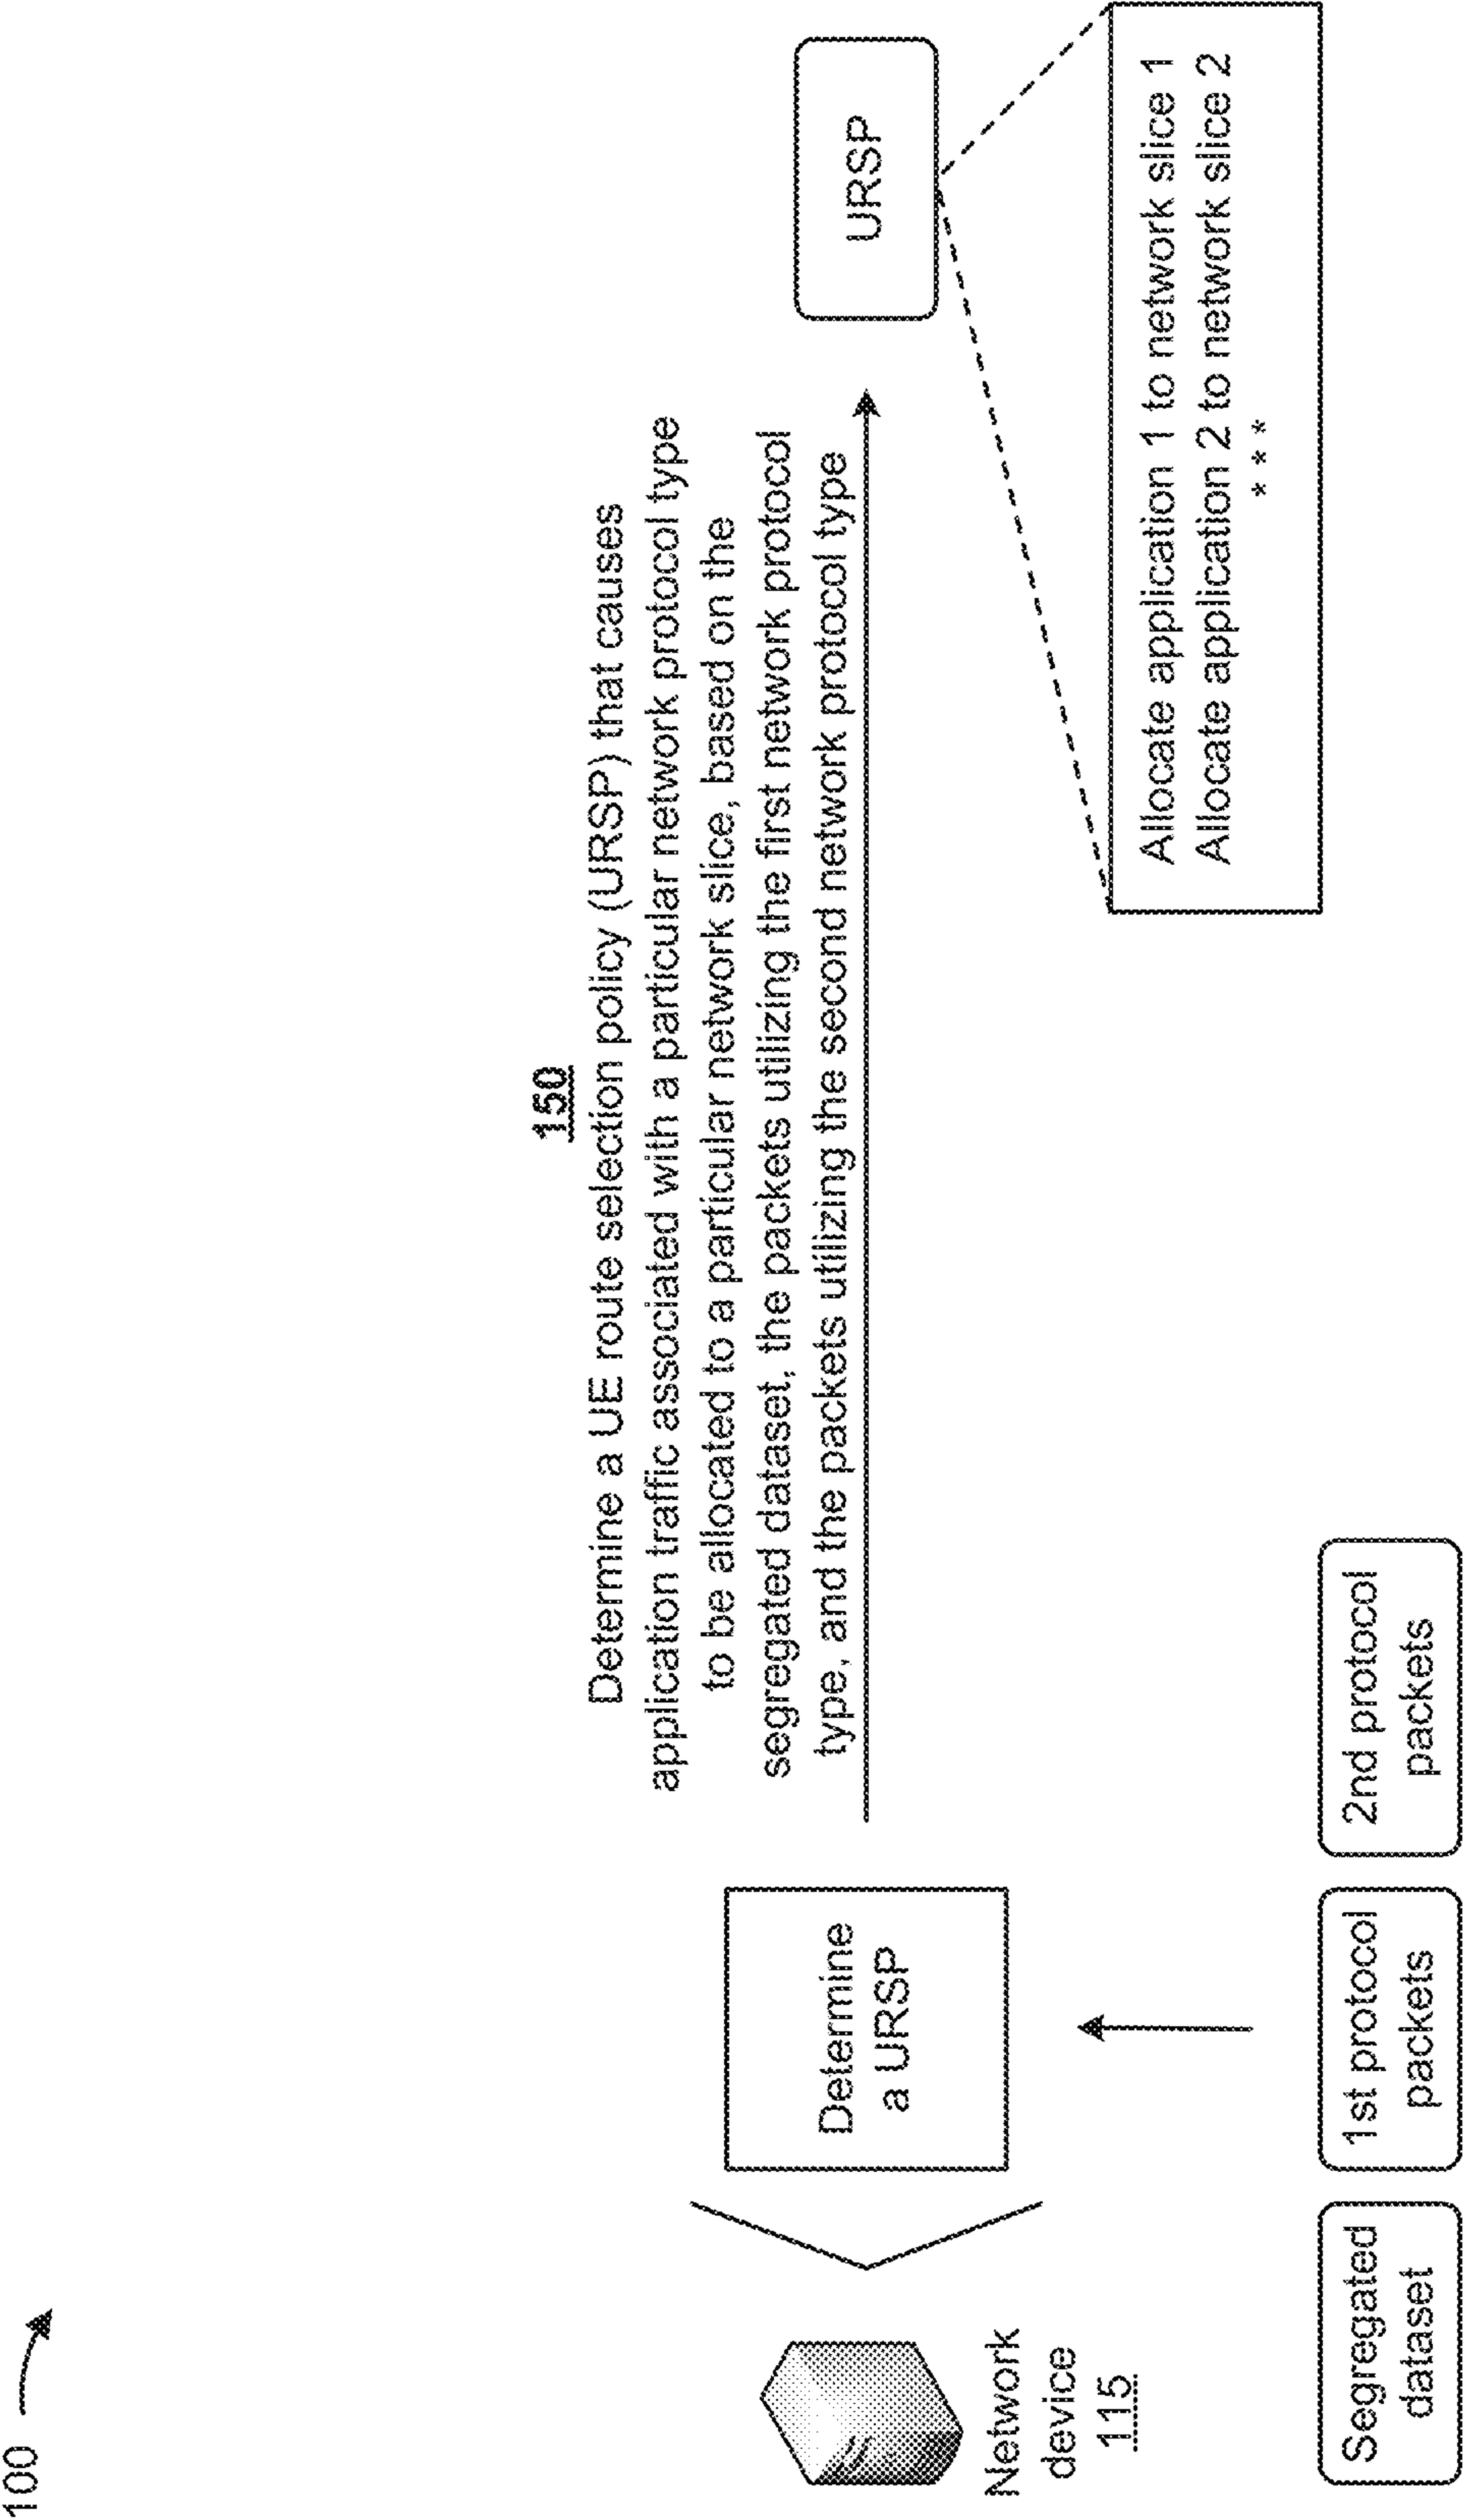 100
150
Determine a UE route selection policy (URSP) that causes
application traffic associated with a particular network protocol type
to be allocated to a particular network slice, based on the
segregated dataset, the packets utilizing the first network protocol
type, and the packets utilizing the second network protocol type
Network
device
115
Determine
a URSP
URSP
Allocate application 1 to network slice 1
Allocate application 2 to network slice 2
* * *
Segregated
dataset
1st protocol
packets
2nd protocol
packets